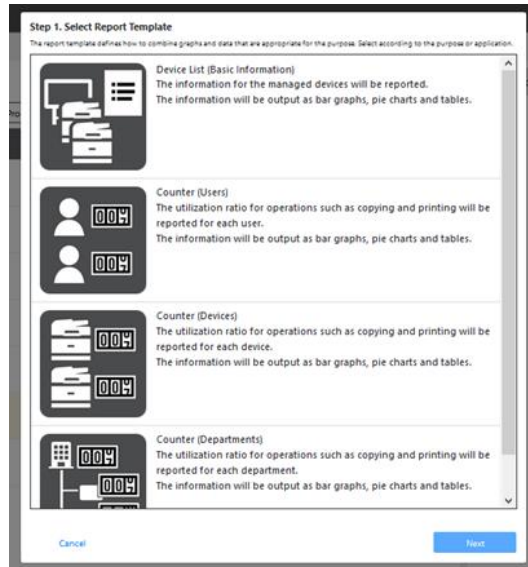 Step 1. Select Report Template
The report template defines how to combine graphs and data that are appropriate for the purpose. Select according to the purpose or application.
Device List (Basic Information)
The information for the managed devices will be reported.
The information will be output as bar graphs, pie charts and tables.
Pro
Counter (Users)
The utilization ratio for operations such as copying and printing will be
reported for each user.
The information will be output as bar graphs, pie charts and tables.
Counter (Devices)
The utilization ratio for operations such as copying and printing will be
reported for each device.
The information will be output as bar graphs, pie charts and tables.
Counter (Departments)
The utilization ratio for operations such as copying and printing will be
reported for each department.
The information will be output as bar graphs, pie charts and tables.
Cancel
Next